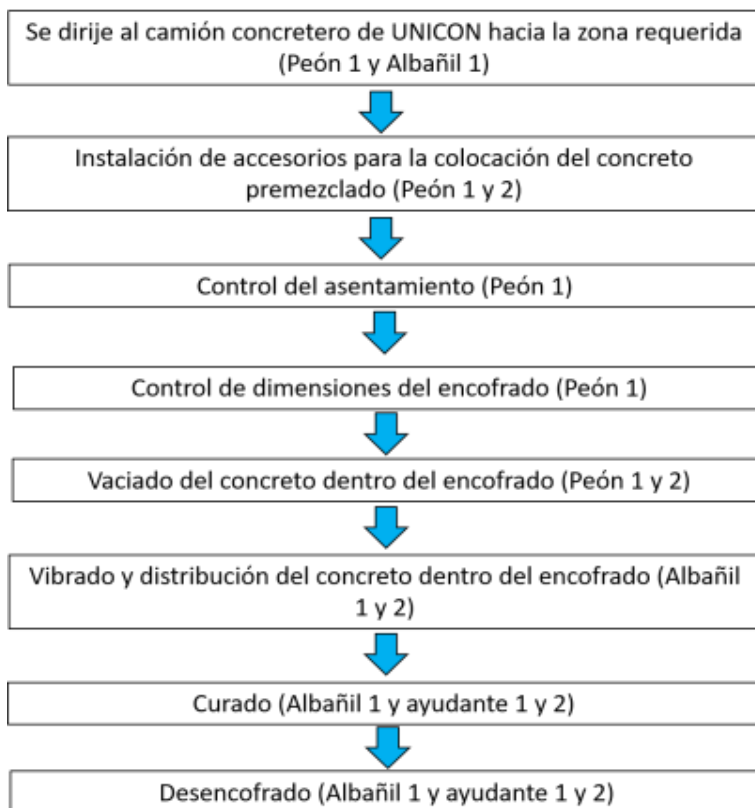 Se dirije al camión concretero de UNICON hacia la zona requerida
(Peón 1 y Albañil 1)
Instalación de accesorios para la colocación del concreto
premezclado (Peón 1 y 2)
Control del asentamiento (Peón 1)
Control de dimensiones del encofrado (Peón 1)
Vaciado del concreto dentro del encofrado (Peón 1 y 2)
Vibrado y distribución del concreto dentro del encofrado (Albañil
1 y 2)
Curado (Albañil 1 y ayudante 1 y 2)
Desencofrado (Albañil 1 y ayudante 1 y 2)